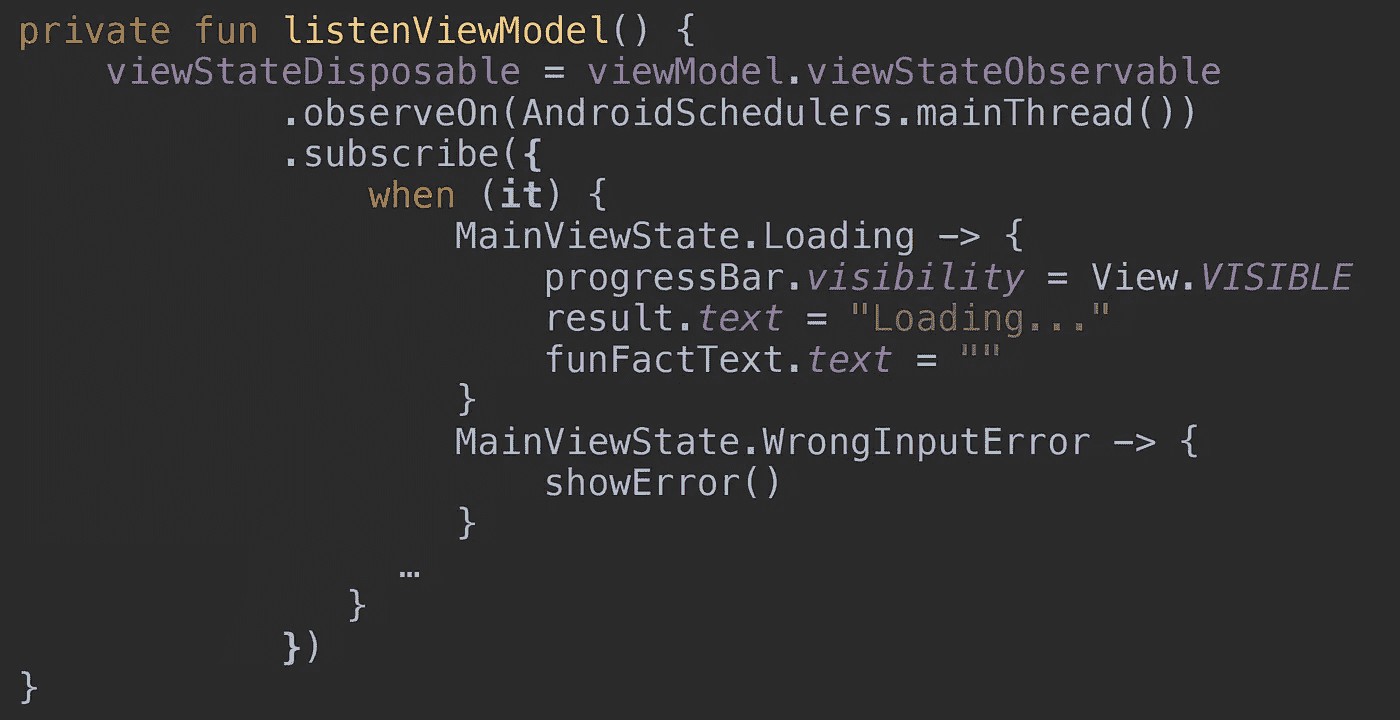 private fun listenViewModel() {
    viewStateDisposable = viewModel.viewStateObservable
            .observeOn(AndroidSchedulers.mainThread())
            .subscribe({
                when (it) {
                    MainViewState.Loading -> {
                        progressBar.visibility = View.VISIBLE
                        result.text = "Loading..."
                        funFactText.text = ""
                    }
                    MainViewState.WrongInputError -> {
                        showError()
                    }
                 …
               }
            })
}